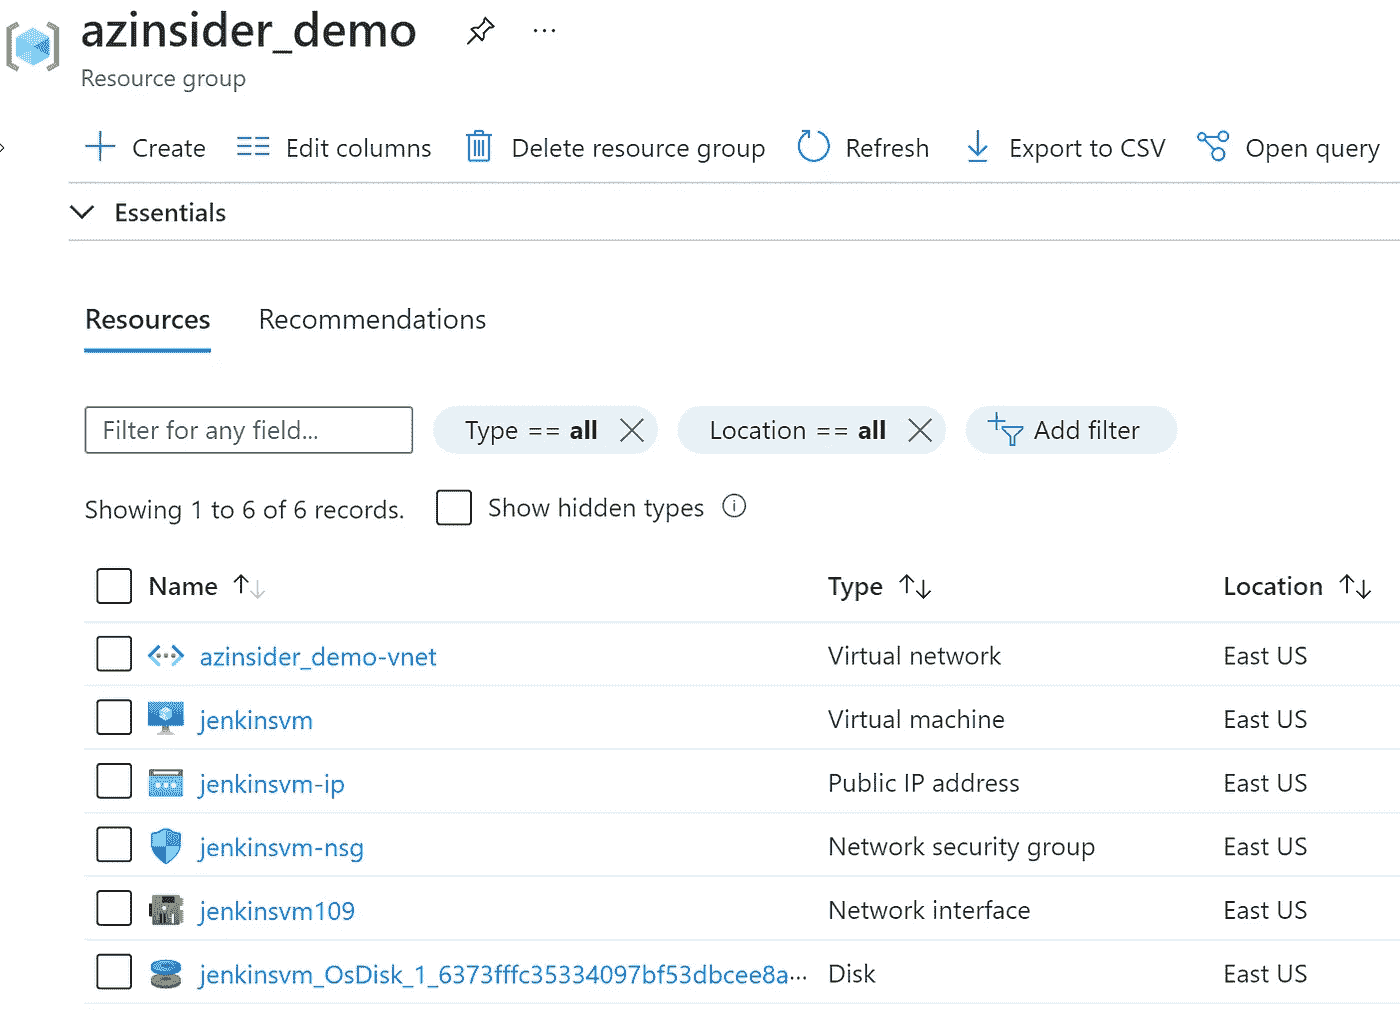 azinsider_demo ...
Resource group
Create Edit columns Delete resource group Refresh Export to CSV Open query
Essentials
Resources Recommendations
Filter for any field... Type == all Location == all Add filter
Showing 1 to 6 of 6 records. Show hidden types
Name Type Location
azinsider_demo-vnet Virtual network East US
jenkinsvm Virtual machine East US
jenkinsvm-ip Public IP address East US
jenkinsvm-nsg Network security group East US
jenkinsvm109 Network interface East US
jenkinsvm_OsDisk_1_6373fffc35334097bf53dbcee8a... Disk East US